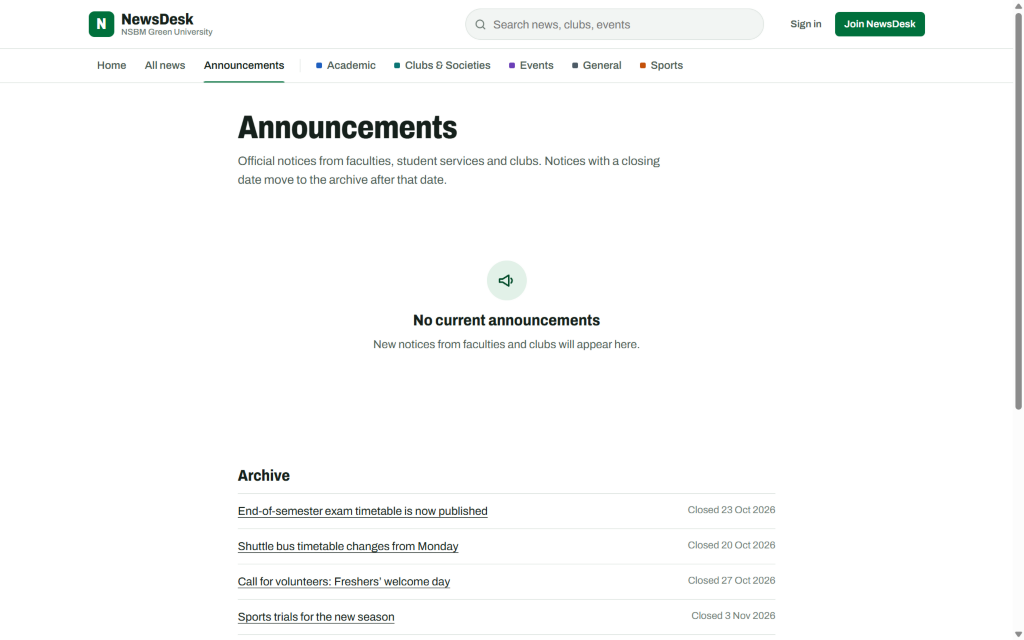 N
NewsDesk
NSBM Green University
Search news, clubs, events
Sign in
Join NewsDesk
Home
All news
Announcements
Academic
Clubs & Societies
Events
General
Sports
Announcements
Official notices from faculties, student services and clubs. Notices with a closing
date move to the archive after that date.
No current announcements
New notices from faculties and clubs will appear here.
Archive
End-of-semester exam timetable is now published
Closed 23 Oct 2026
Shuttle bus timetable changes from Monday
Closed 20 Oct 2026
Call for volunteers: Freshers’ welcome day
Closed 27 Oct 2026
Sports trials for the new season
Closed 3 Nov 2026